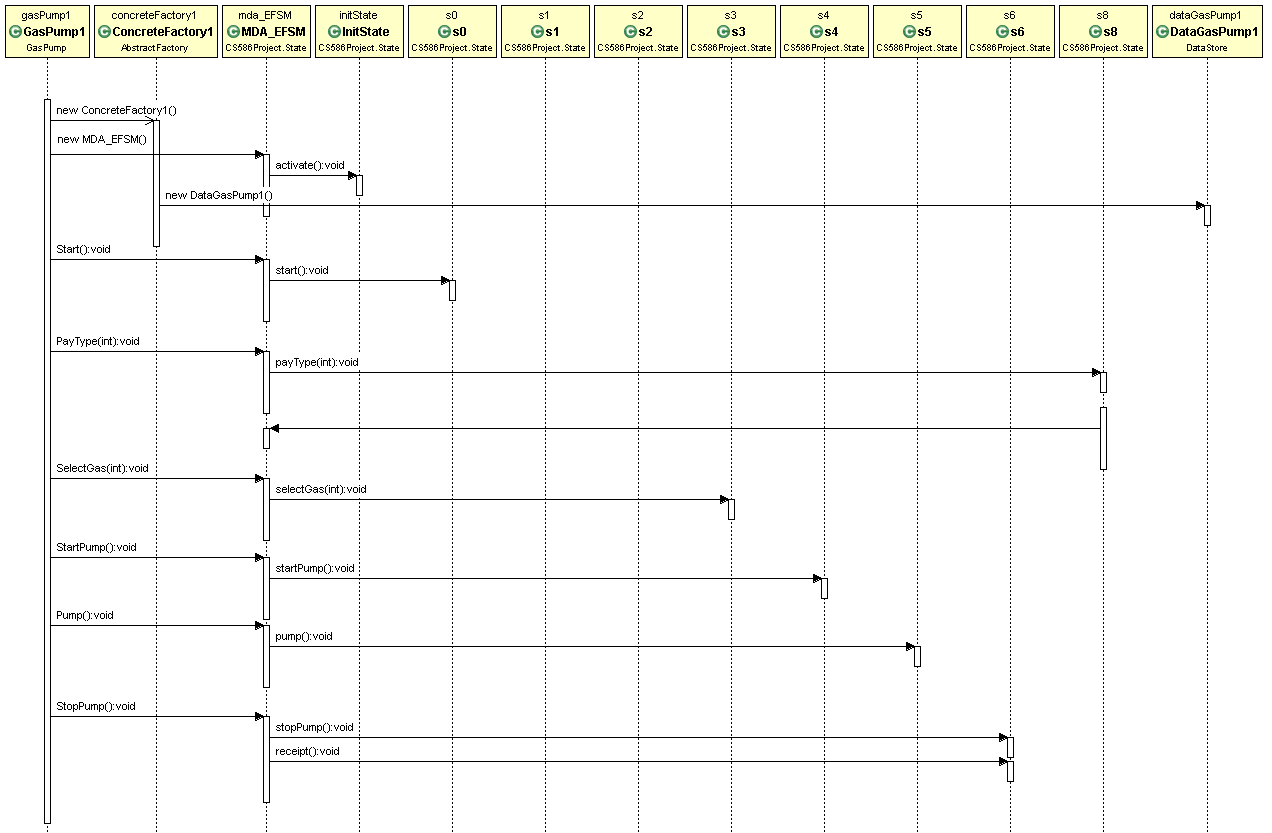 gasPump1 concreteFactory1 mda_EFSM initState s0 s1 s2 s3 s4 s5 s6 s8 dataGasPump1
C GasPump1 C ConcreteFactory1 C MDA_EFSM C InitState C s0 C s1 C s2 C s3 C s4 C s5 C s6 C s8 C DataGasPump1
GasPump AbstractFactory CS586Project.State CS586Project.State CS586Project.State CS586Project.State CS586Project.State CS586Project.State CS586Project.State CS586Project.State CS586Project.State CS586Project.State DataStore
new ConcreteFactory1()
new MDA_EFSM()
activate():void
new DataGasPump1()
Start():void
start():void
PayType(int):void
payType(int):void
SelectGas(int):void
selectGas(int):void
StartPump():void
startPump():void
Pump():void
pump():void
StopPump():void
stopPump():void
receipt():void